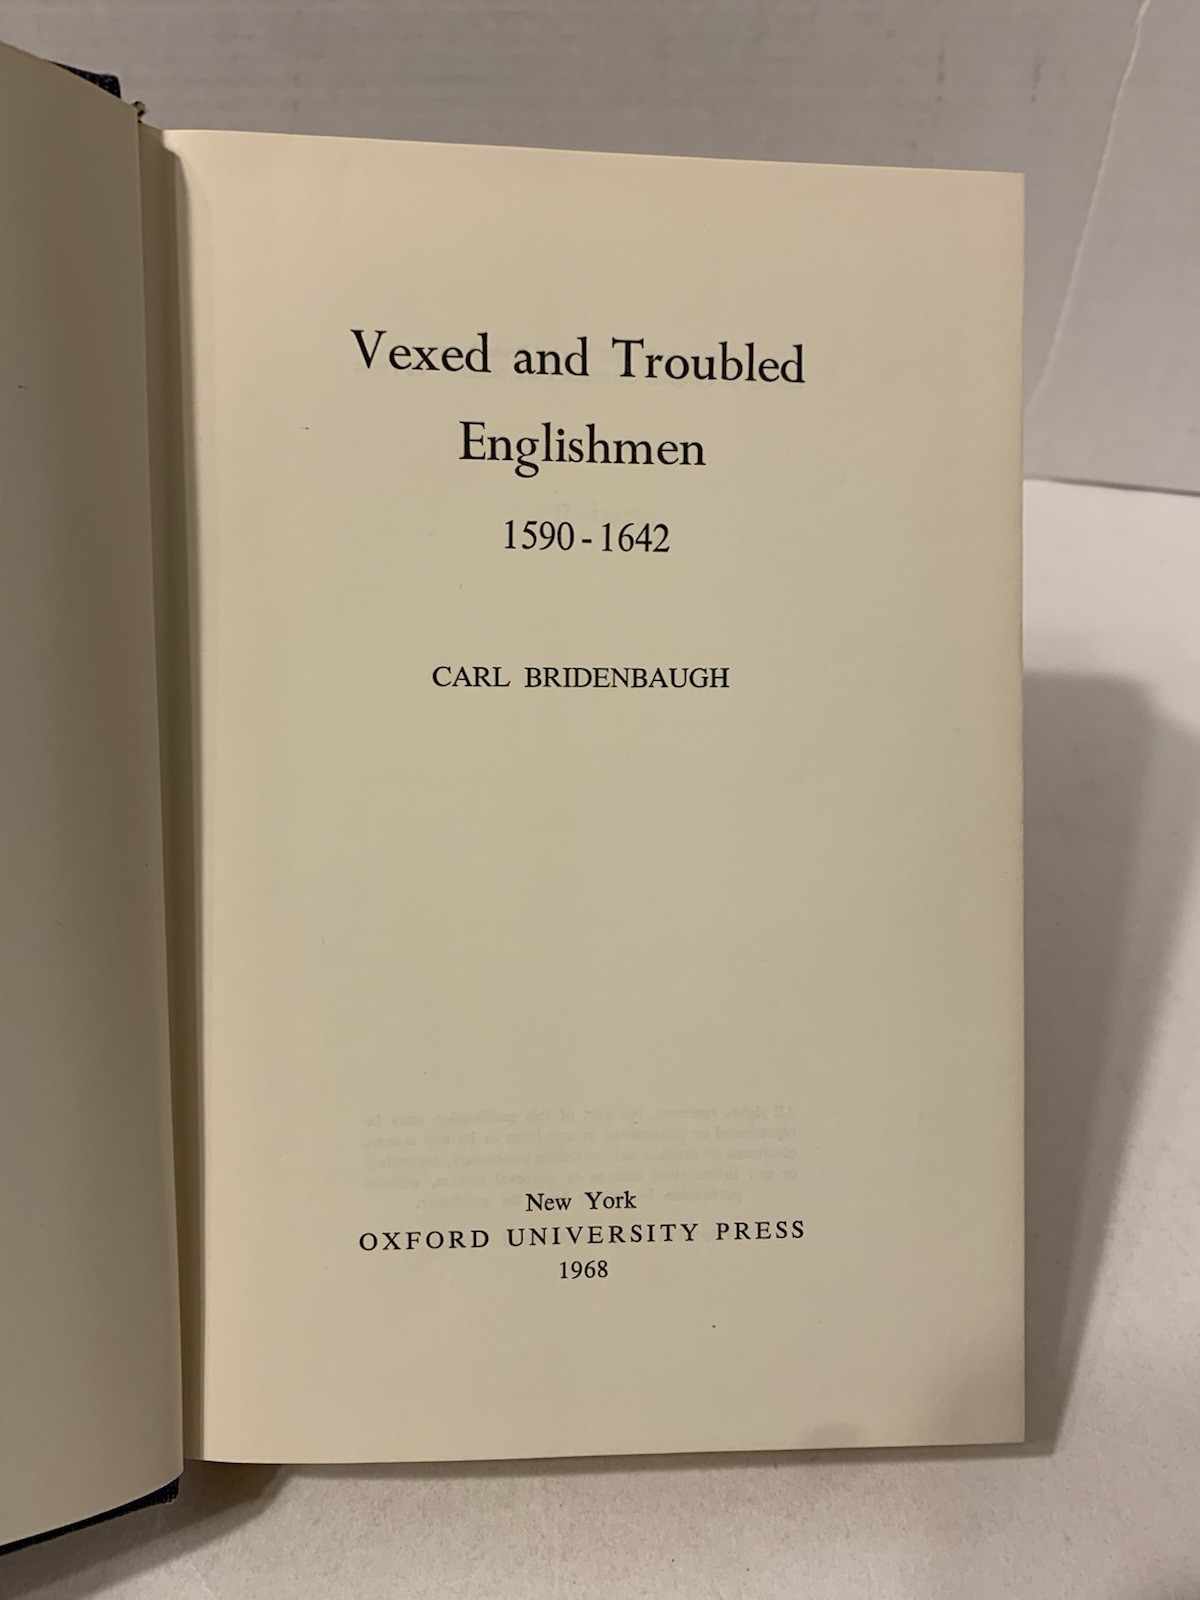 Vexed and Troubled
Englishmen
1590 - 1642
CARL BRIDENBAUGH
New York
OXFORD UNIVERSITY PRESS
1968